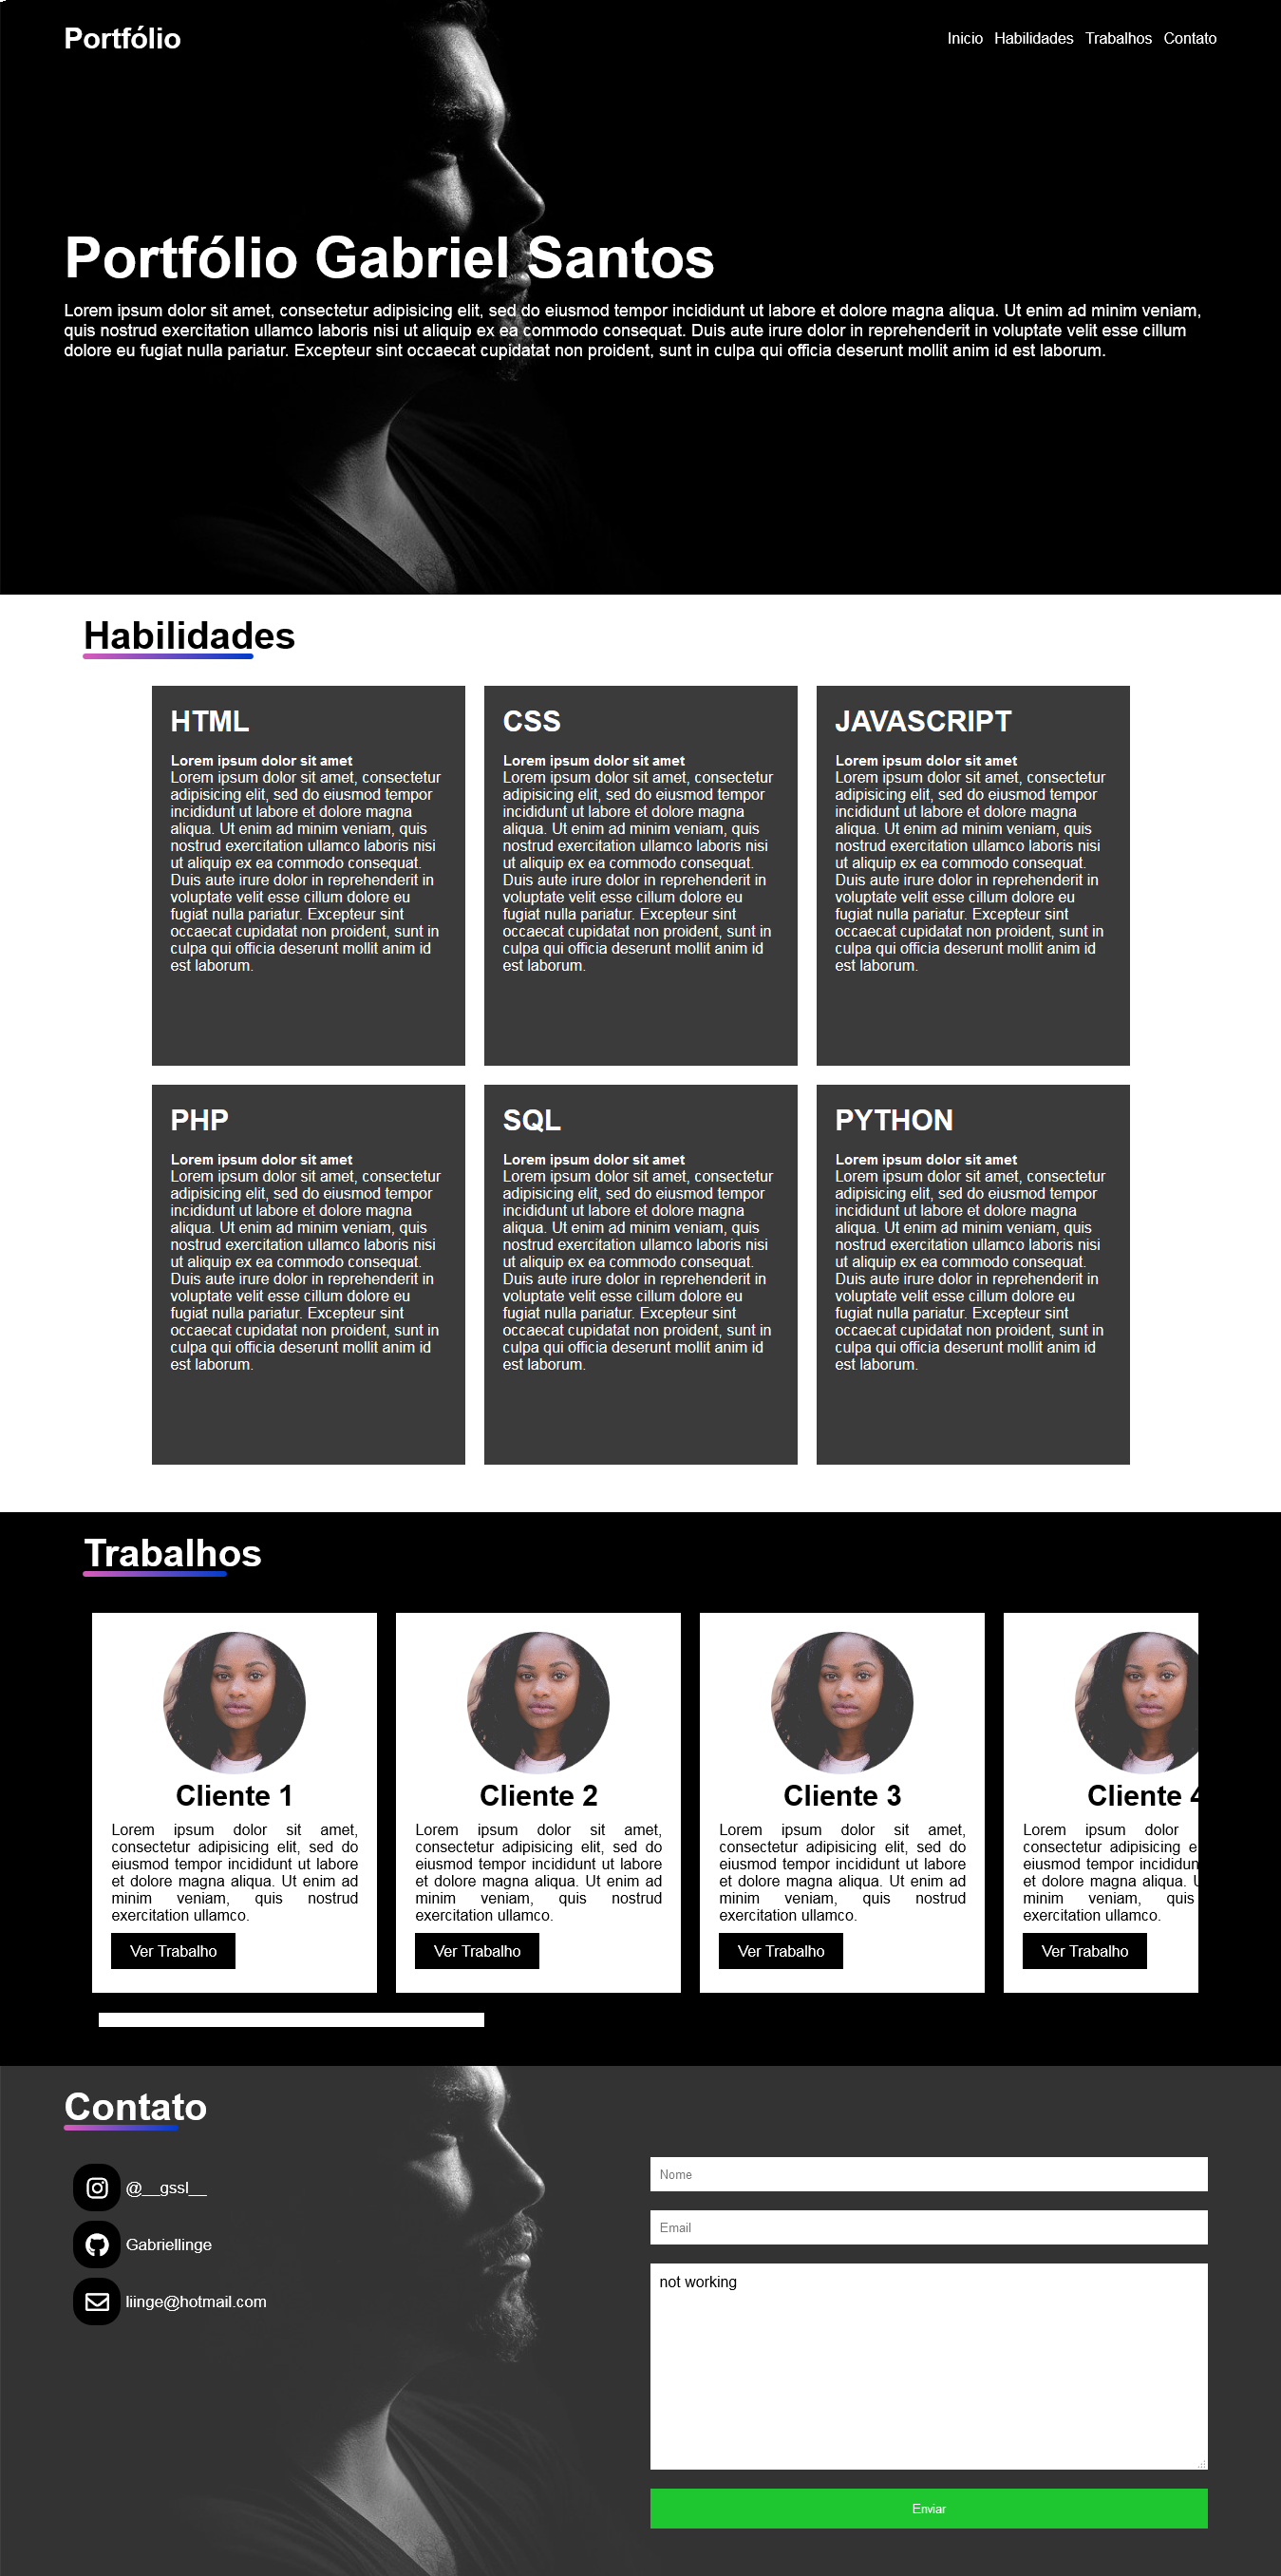 Portfólio
Inicio Habilidades Trabalhos Contato
Portfólio Gabriel Santos
Lorem ipsum dolor sit amet, consectetur adipisicing elit, sed do eiusmod tempor incididunt ut labore et dolore magna aliqua. Ut enim ad minim veniam,
quis nostrud exercitation ullamco laboris nisi ut aliquip ex ea commodo consequat. Duis aute irure dolor in reprehenderit in voluptate velit esse cillum
dolore eu fugiat nulla pariatur. Excepteur sint occaecat cupidatat non proident, sunt in culpa qui officia deserunt mollit anim id est laborum.
Habilidades
HTML
Lorem ipsum dolor sit amet
Lorem ipsum dolor sit amet, consectetur
adipisicing elit, sed do eiusmod tempor
incididunt ut labore et dolore magna
aliqua. Ut enim ad minim veniam, quis
nostrud exercitation ullamco laboris nisi
ut aliquip ex ea commodo consequat.
Duis aute irure dolor in reprehenderit in
voluptate velit esse cillum dolore eu
fugiat nulla pariatur. Excepteur sint
occaecat cupidatat non proident, sunt in
culpa qui officia deserunt mollit anim id
est laborum.
CSS
Lorem ipsum dolor sit amet
Lorem ipsum dolor sit amet, consectetur
adipisicing elit, sed do eiusmod tempor
incididunt ut labore et dolore magna
aliqua. Ut enim ad minim veniam, quis
nostrud exercitation ullamco laboris nisi
ut aliquip ex ea commodo consequat.
Duis aute irure dolor in reprehenderit in
voluptate velit esse cillum dolore eu
fugiat nulla pariatur. Excepteur sint
occaecat cupidatat non proident, sunt in
culpa qui officia deserunt mollit anim id
est laborum.
JAVASCRIPT
Lorem ipsum dolor sit amet
Lorem ipsum dolor sit amet, consectetur
adipisicing elit, sed do eiusmod tempor
incididunt ut labore et dolore magna
aliqua. Ut enim ad minim veniam, quis
nostrud exercitation ullamco laboris nisi
ut aliquip ex ea commodo consequat.
Duis aute irure dolor in reprehenderit in
voluptate velit esse cillum dolore eu
fugiat nulla pariatur. Excepteur sint
occaecat cupidatat non proident, sunt in
culpa qui officia deserunt mollit anim id
est laborum.
PHP
Lorem ipsum dolor sit amet
Lorem ipsum dolor sit amet, consectetur
adipisicing elit, sed do eiusmod tempor
incididunt ut labore et dolore magna
aliqua. Ut enim ad minim veniam, quis
nostrud exercitation ullamco laboris nisi
ut aliquip ex ea commodo consequat.
Duis aute irure dolor in reprehenderit in
voluptate velit esse cillum dolore eu
fugiat nulla pariatur. Excepteur sint
occaecat cupidatat non proident, sunt in
culpa qui officia deserunt mollit anim id
est laborum.
SQL
Lorem ipsum dolor sit amet
Lorem ipsum dolor sit amet, consectetur
adipisicing elit, sed do eiusmod tempor
incididunt ut labore et dolore magna
aliqua. Ut enim ad minim veniam, quis
nostrud exercitation ullamco laboris nisi
ut aliquip ex ea commodo consequat.
Duis aute irure dolor in reprehenderit in
voluptate velit esse cillum dolore eu
fugiat nulla pariatur. Excepteur sint
occaecat cupidatat non proident, sunt in
culpa qui officia deserunt mollit anim id
est laborum.
PYTHON
Lorem ipsum dolor sit amet
Lorem ipsum dolor sit amet, consectetur
adipisicing elit, sed do eiusmod tempor
incididunt ut labore et dolore magna
aliqua. Ut enim ad minim veniam, quis
nostrud exercitation ullamco laboris nisi
ut aliquip ex ea commodo consequat.
Duis aute irure dolor in reprehenderit in
voluptate velit esse cillum dolore eu
fugiat nulla pariatur. Excepteur sint
occaecat cupidatat non proident, sunt in
culpa qui officia deserunt mollit anim id
est laborum.
Trabalhos
Cliente 1
Lorem ipsum dolor sit amet,
consectetur adipisicing elit, sed do
eiusmod tempor incididunt ut labore
et dolore magna aliqua. Ut enim ad
minim veniam, quis nostrud
exercitation ullamco.
Ver Trabalho
Cliente 2
Lorem ipsum dolor sit amet,
consectetur adipisicing elit, sed do
eiusmod tempor incididunt ut labore
et dolore magna aliqua. Ut enim ad
minim veniam, quis nostrud
exercitation ullamco.
Ver Trabalho
Cliente 3
Lorem ipsum dolor sit amet,
consectetur adipisicing elit, sed do
eiusmod tempor incididunt ut labore
et dolore magna aliqua. Ut enim ad
minim veniam, quis nostrud
exercitation ullamco.
Ver Trabalho
Cliente 4
Lorem ipsum dolor
consectetur adipisicing e
eiusmod tempor incididun
et dolore magna aliqua. U
minim veniam, quis
exercitation ullamco.
Ver Trabalho
Contato
@__gssl__
Gabriellinge
liinge@hotmail.com
Nome
Email
not working
Enviar